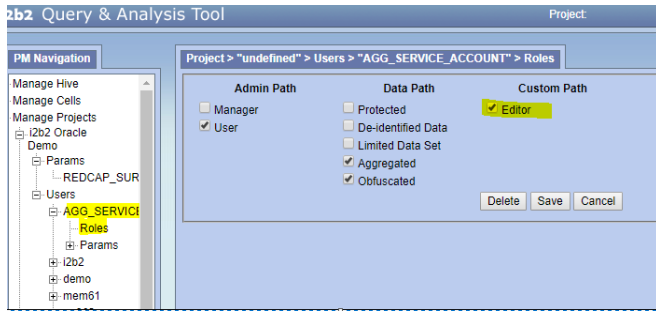 i2b2 Query & Analysis Tool
Project:
PM Navigation
Project > "undefined" > Users > "AGG_SERVICE_ACCOUNT" > Roles
Manage Hive
Manage Cells
Manage Projects
i2b2 Oracle
Demo
Params
REDCAP_SUR
Users
AGG_SERVICE
Roles
Params
i2b2
demo
mem61
Admin Path
Manager
User
Data Path
Protected
De-identified Data
Limited Data Set
Aggregated
Obfuscated
Custom Path
Editor
Delete Save Cancel